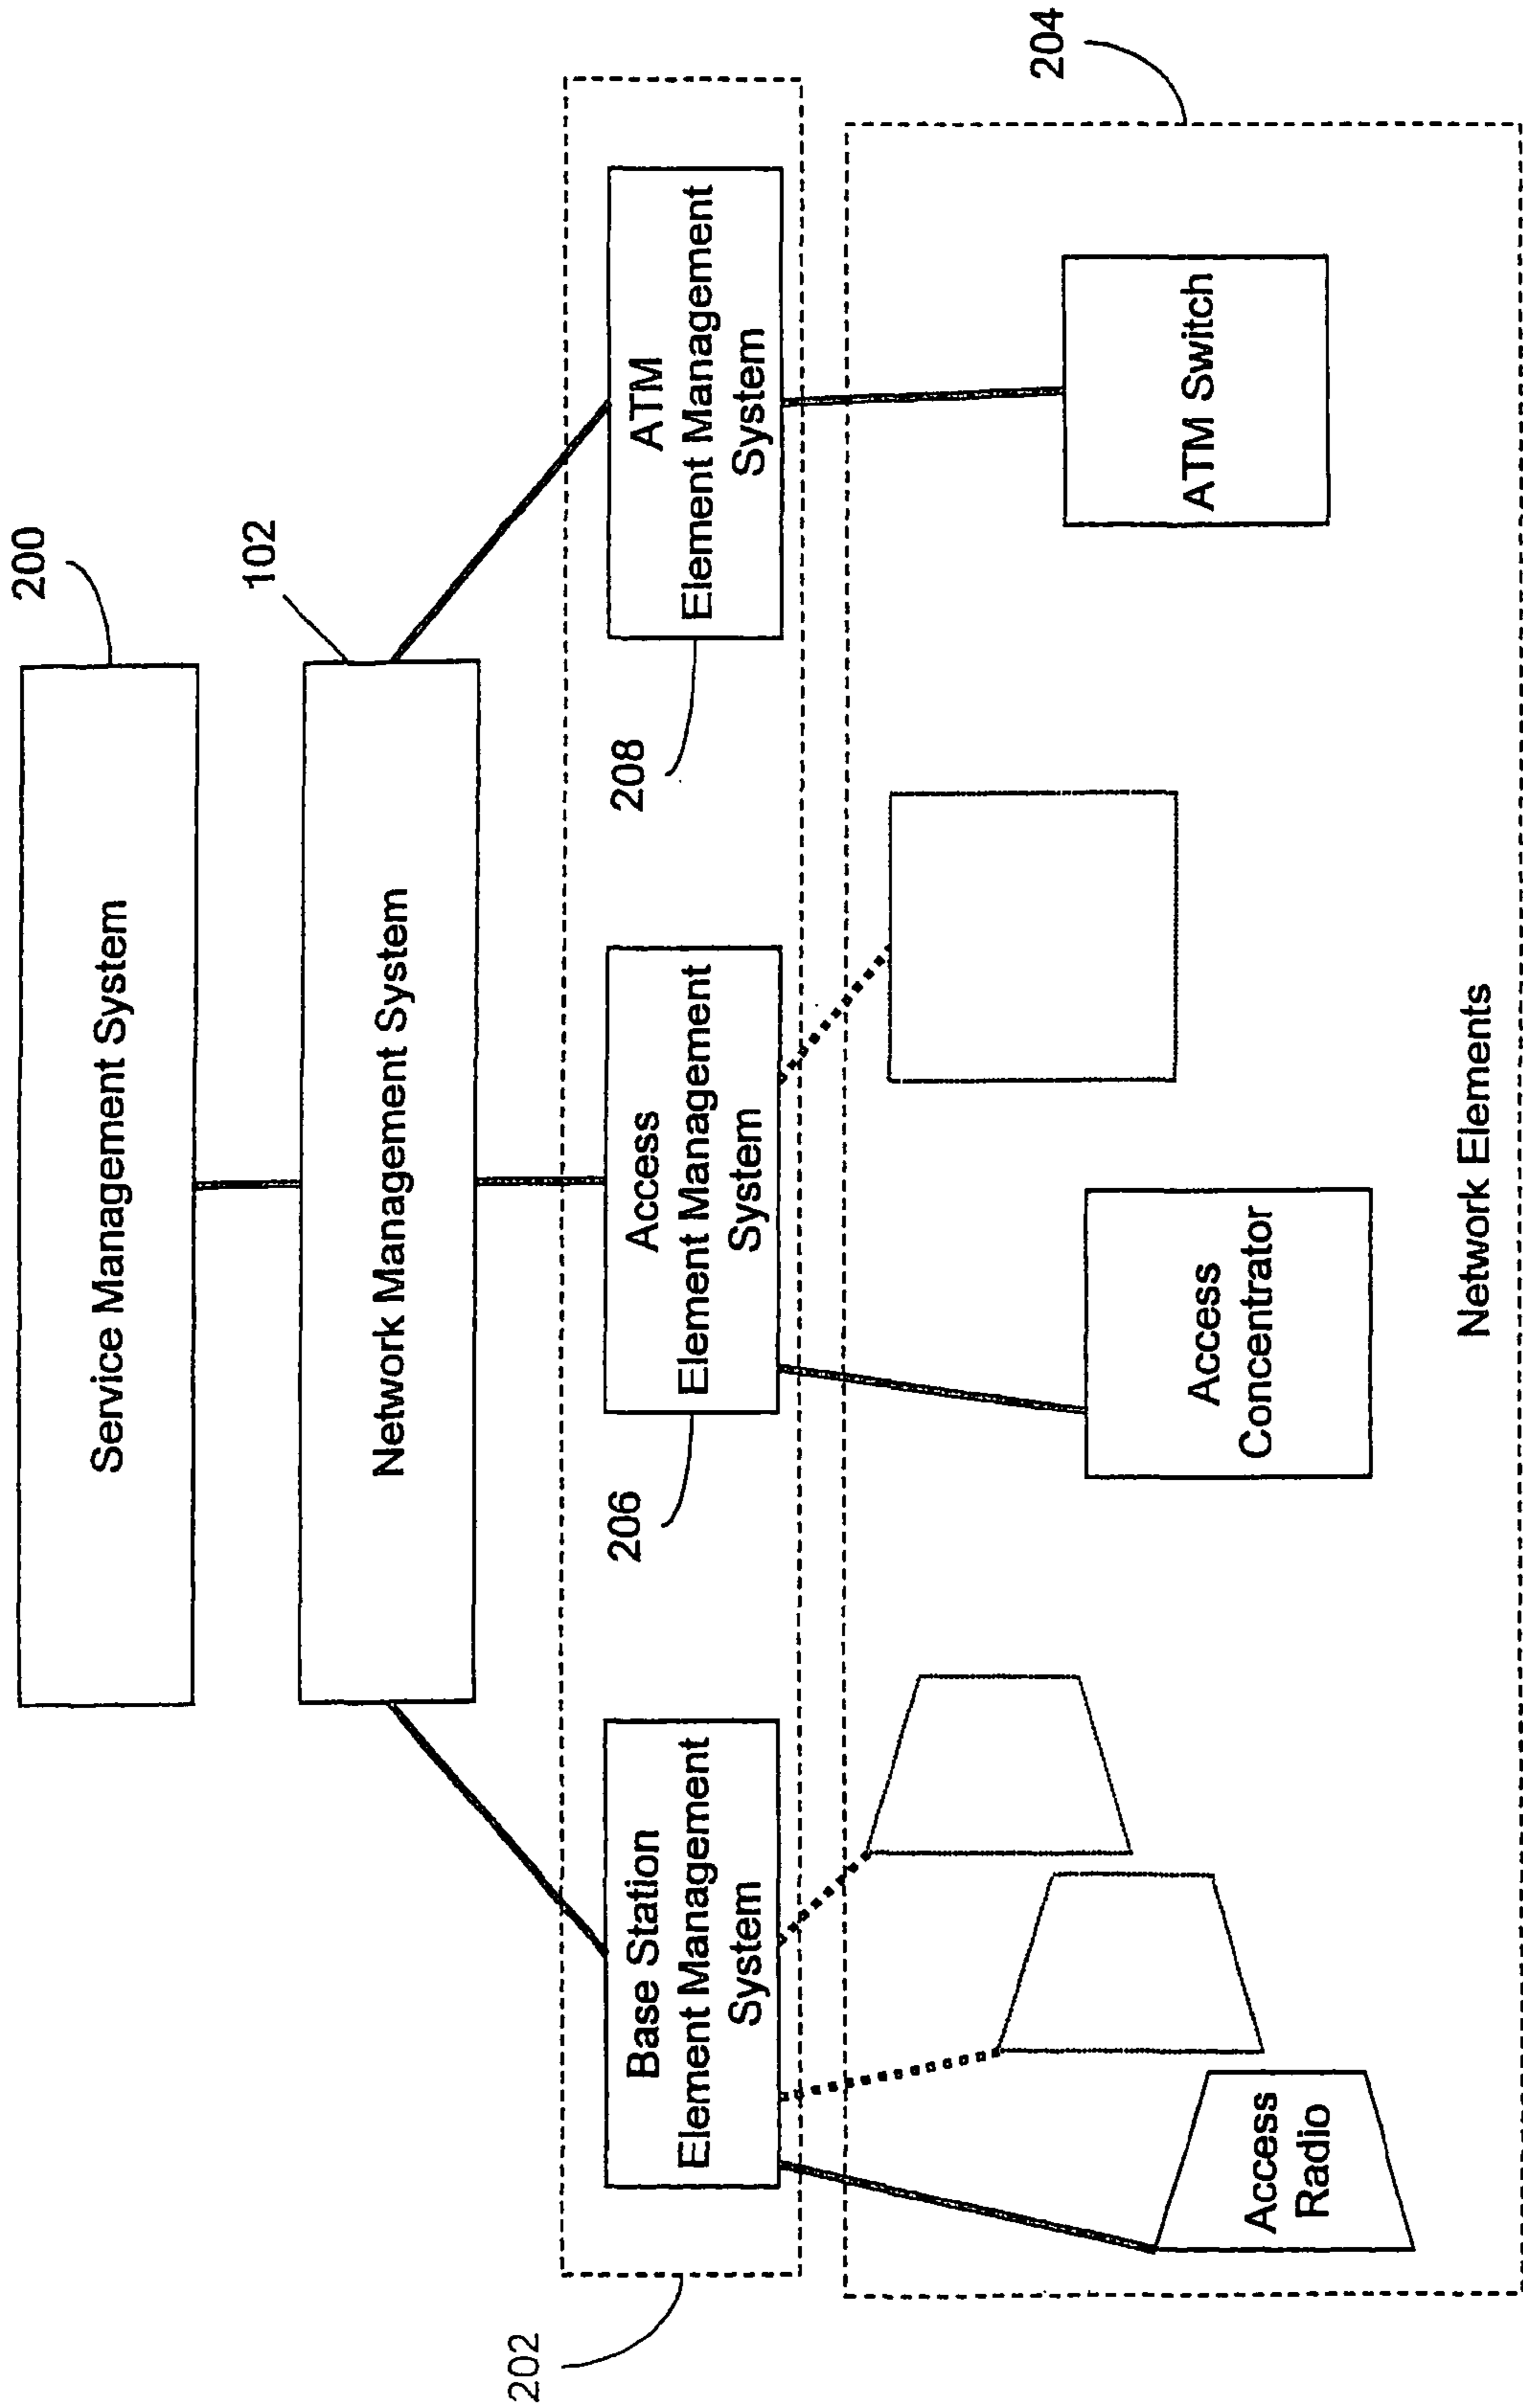 200
Service Management System
102
Network Management System
202
Base Station
Element Management
System
206
Access
Element Management
System
208
ATM
Element Management
System
204
Access
Radio
Access
Concentrator
ATM Switch
Network Elements